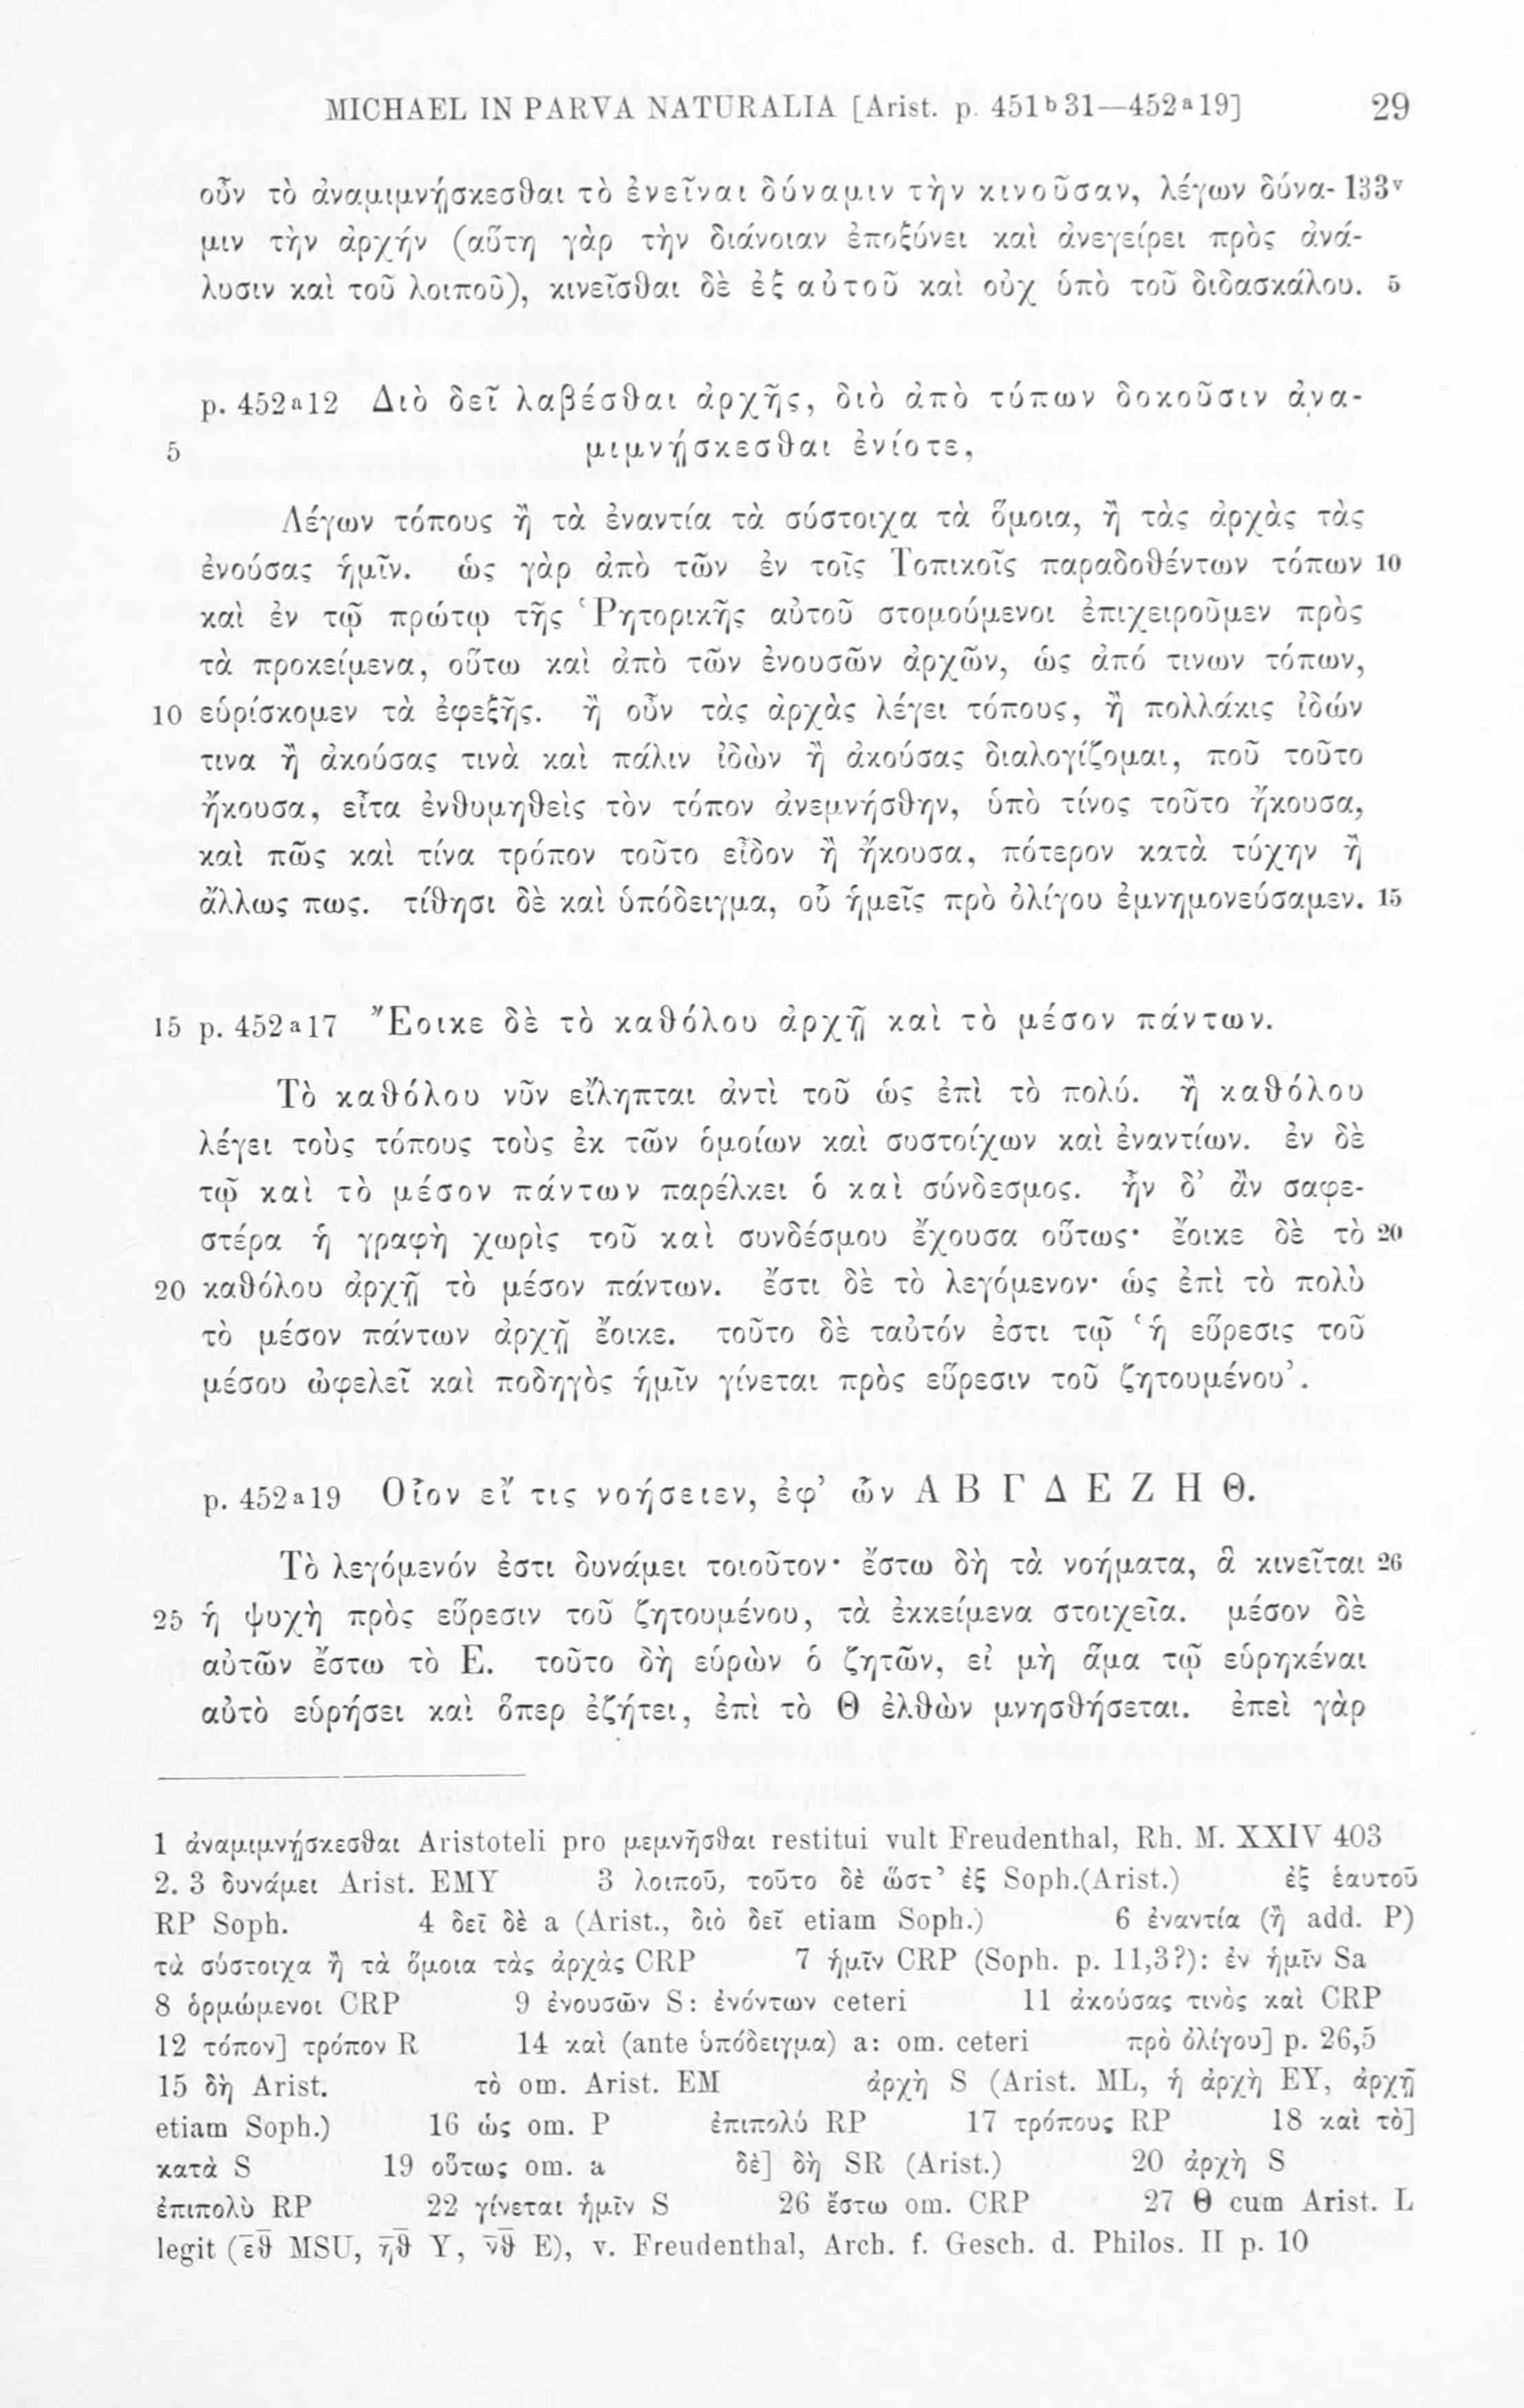 MICHAEL IN PARVA NATURALIA [Arist. p. 451ᵇ31—452ᵃ19] 29
οὖν τὸ ἀναμιμνῄσκεσθαι τὸ ἐνεῖναι δύναμιν τὴν κινοῦσαν, λέγων δύνα- 133ᵛ
μιν τὴν ἀρχήν (αὕτη γὰρ τὴν διάνοιαν ἐποξύνει καὶ ἀνεγείρει πρὸς ἀνά-
λυσιν καὶ τοῦ λοιποῦ), κινεῖσθαι δὲ ἐξ αὑτοῦ καὶ οὐχ ὑπὸ τοῦ διδασκάλου. 5
p. 452ᵃ12 Διὸ δεῖ λαβέσθαι ἀρχῆς, διὸ ἀπὸ τύπων δοκοῦσιν ἀνα-
5 μιμνῄσκεσθαι ἐνίοτε,
Λέγων τόπους ἢ τὰ ἐναντία τὰ σύστοιχα τὰ ὅμοια, ἢ τὰς ἀρχὰς τὰς
ἐνούσας ἡμῖν. ὡς γὰρ ἀπὸ τῶν ἐν τοῖς Τοπικοῖς παραδοθέντων τόπων 10
καὶ ἐν τῷ πρώτῳ τῆς Ῥητορικῆς αὐτοῦ στομούμενοι ἐπιχειροῦμεν πρὸς
τὰ προκείμενα, οὕτω καὶ ἀπὸ τῶν ἐνουσῶν ἀρχῶν, ὡς ἀπό τινων τόπων,
10 εὑρίσκομεν τὰ ἐφεξῆς. ἢ οὖν τὰς ἀρχὰς λέγει τόπους, ἢ πολλάκις ἰδών
τινα ἢ ἀκούσας τινὰ καὶ πάλιν ἰδὼν ἢ ἀκούσας διαλογίζομαι, ποῦ τοῦτο
ἤκουσα, εἶτα ἐνθυμηθεὶς τὸν τόπον ἀνεμνήσθην, ὑπὸ τίνος τοῦτο ἤκουσα,
καὶ πῶς καὶ τίνα τρόπον τοῦτο εἶδον ἢ ἤκουσα, πότερον κατὰ τύχην ἢ
ἄλλως πως. τίθησι δὲ καὶ ὑπόδειγμα, οὗ ἡμεῖς πρὸ ὀλίγου ἐμνημονεύσαμεν. 15
15 p. 452ᵃ17 Ἔοικε δὲ τὸ καθόλου ἀρχῇ καὶ τὸ μέσον πάντων.
Τὸ καθόλου νῦν εἴληπται ἀντὶ τοῦ ὡς ἐπὶ τὸ πολύ. ἢ καθόλου
λέγει τοὺς τόπους τοὺς ἐκ τῶν ὁμοίων καὶ συστοίχων καὶ ἐναντίων. ἐν δὲ
τῷ καὶ τὸ μέσον πάντων παρέλκει ὁ καὶ σύνδεσμος. ἦν δ’ ἂν σαφε-
στέρα ἡ γραφὴ χωρὶς τοῦ καὶ συνδέσμου ἔχουσα οὕτως· ἔοικε δὲ τὸ 20
20 καθόλου ἀρχῇ τὸ μέσον πάντων. ἔστι δὲ τὸ λεγόμενον· ὡς ἐπὶ τὸ πολὺ
τὸ μέσον πάντων ἀρχῇ ἔοικε. τοῦτο δὲ ταὐτόν ἐστι τῷ ‘ἡ εὕρεσις τοῦ
μέσου ὠφελεῖ καὶ ποδηγὸς ἡμῖν γίνεται πρὸς εὕρεσιν τοῦ ζητουμένου’.
p. 452ᵃ19 Οἷον εἴ τις νοήσειεν, ἐφ’ ὧν Α Β Γ Δ Ε Ζ Η Θ.
Τὸ λεγόμενόν ἐστι δυνάμει τοιοῦτον· ἔστω δὴ τὰ νοήματα, ἃ κινεῖται 26
25 ἡ ψυχὴ πρὸς εὕρεσιν τοῦ ζητουμένου, τὰ ἐκκείμενα στοιχεῖα. μέσον δὲ
αὐτῶν ἔστω τὸ Ε. τοῦτο δὴ εὑρὼν ὁ ζητῶν, εἰ μὴ ἅμα τῷ εὑρηκέναι
αὐτὸ εὑρήσει καὶ ὅπερ ἐζήτει, ἐπὶ τὸ Θ ἐλθὼν μνησθήσεται. ἐπεὶ γὰρ
1 ἀναμιμνῄσκεσθαι Aristoteli pro μεμνῆσθαι restitui vult Freudenthal, Rh. M. XXIV 403
2. 3 δυνάμει Arist. EMY 3 λοιποῦ, τοῦτο δὲ ὥστ’ ἐξ Soph.(Arist.) ἐξ ἑαυτοῦ
RP Soph. 4 δεῖ δὲ a (Arist., διὸ δεῖ etiam Soph.) 6 ἐναντία (ἢ add. P)
τὰ σύστοιχα ἢ τὰ ὅμοια τὰς ἀρχὰς CRP 7 ἡμῖν CRP (Soph. p. 11,3?): ἐν ἡμῖν Sa
8 ὁρμώμενοι CRP 9 ἐνουσῶν S: ἐνόντων ceteri 11 ἀκούσας τινὸς καὶ CRP
12 τόπον] τρόπον R 14 καὶ (ante ὑπόδειγμα) a: om. ceteri πρὸ ὀλίγου] p. 26,5
15 δὴ Arist. τὸ om. Arist. EM ἀρχὴ S (Arist. ML, ἡ ἀρχὴ EY, ἀρχῇ
etiam Soph.) 16 ὡς om. P ἐπιπολύ RP 17 τρόπους RP 18 καὶ τὸ]
κατὰ S 19 οὕτως om. a δὲ] δὴ SR (Arist.) 20 ἀρχὴ S
ἐπιπολὺ RP 22 γίνεται ἡμῖν S 26 ἔστω om. CRP 27 Θ cum Arist. L
legit (ε̅θ̅ MSU, η̅θ̅ Y, ν̅θ̅ E), v. Freudenthal, Arch. f. Gesch. d. Philos. II p. 10